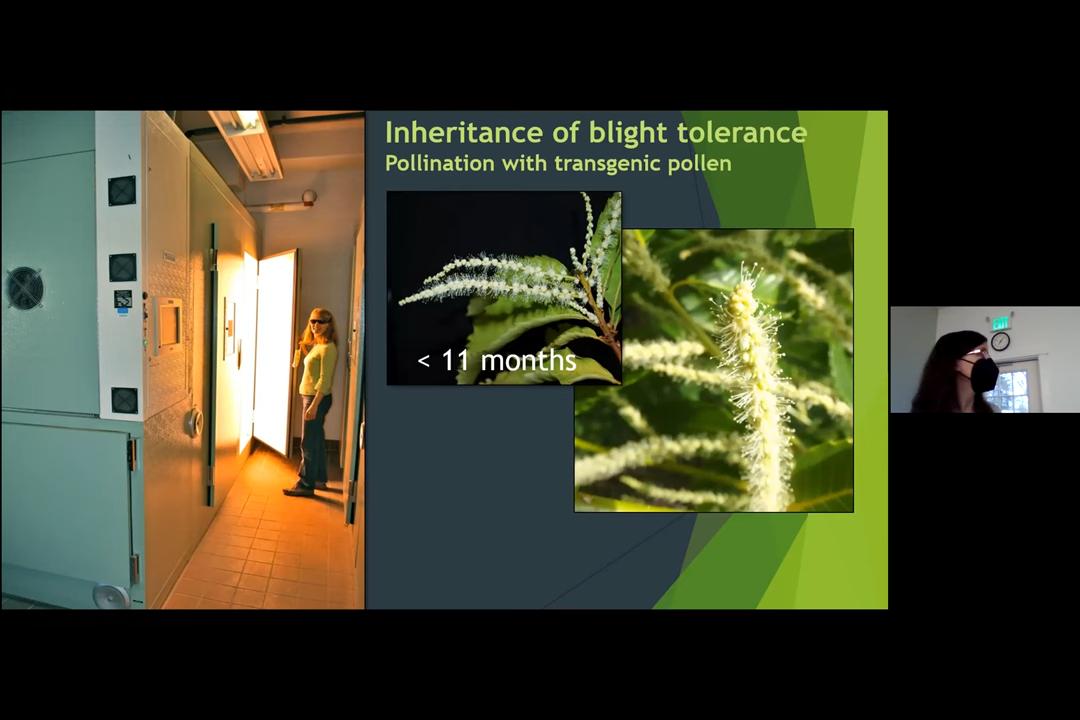 Inheritance of blight tolerance
Pollination with transgenic pollen
< 11 months
EXIT